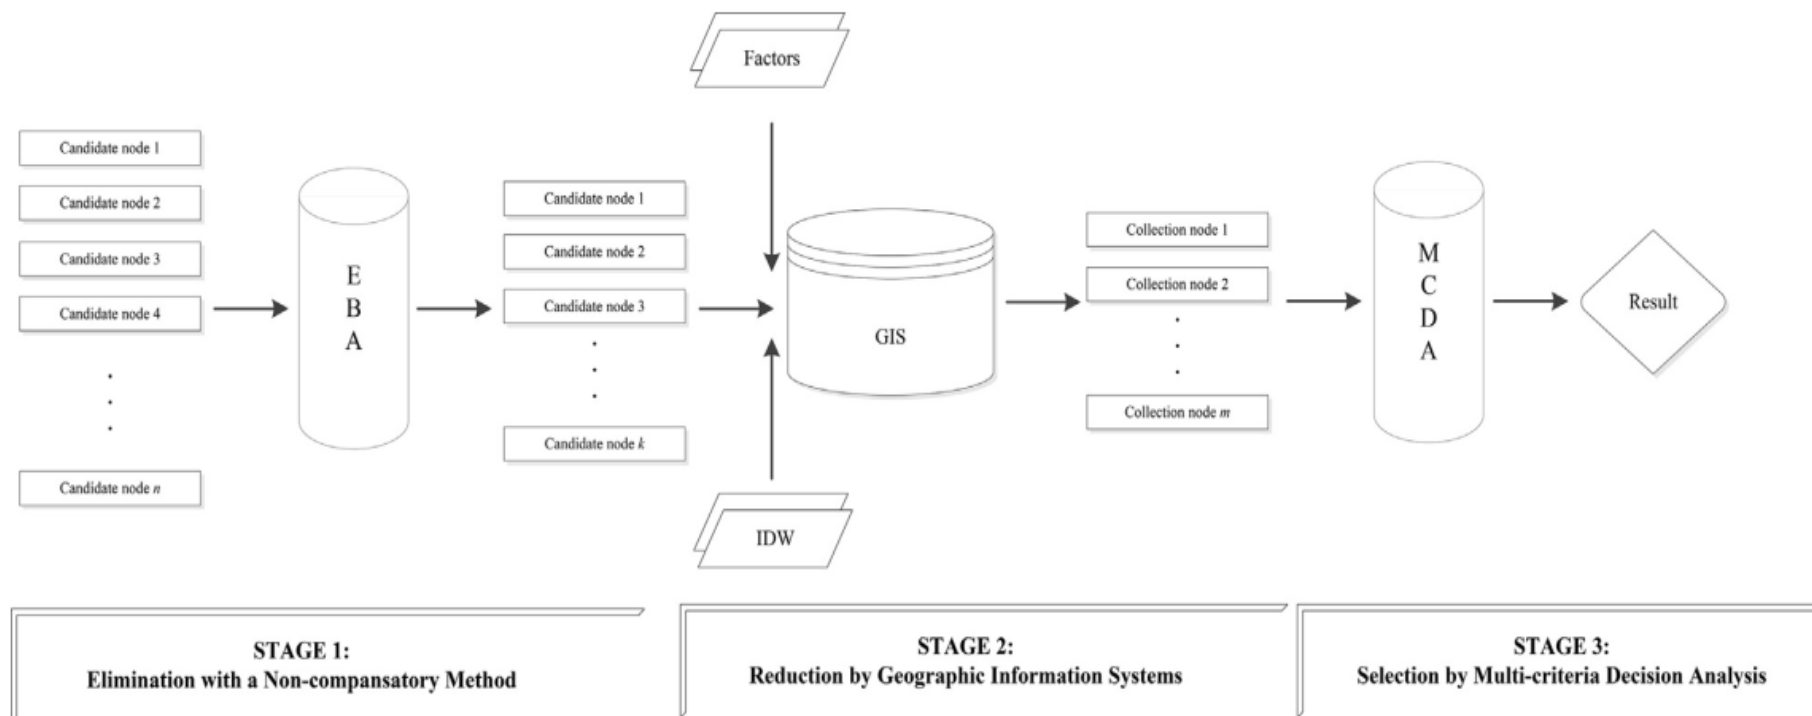 Factors
Candidate node 1
Candidate node 2
Candidate node 3
Candidate node 4
Candidate node n
E
B
A
Candidate node 1
Candidate node 2
Candidate node 3
Candidate node k
GIS
IDW
Collection node 1
Collection node 2
Collection node m
M
C
D
A
Result
STAGE 1:
Elimination with a Non-compansatory Method
STAGE 2:
Reduction by Geographic Information Systems
STAGE 3:
Selection by Multi-criteria Decision Analysis